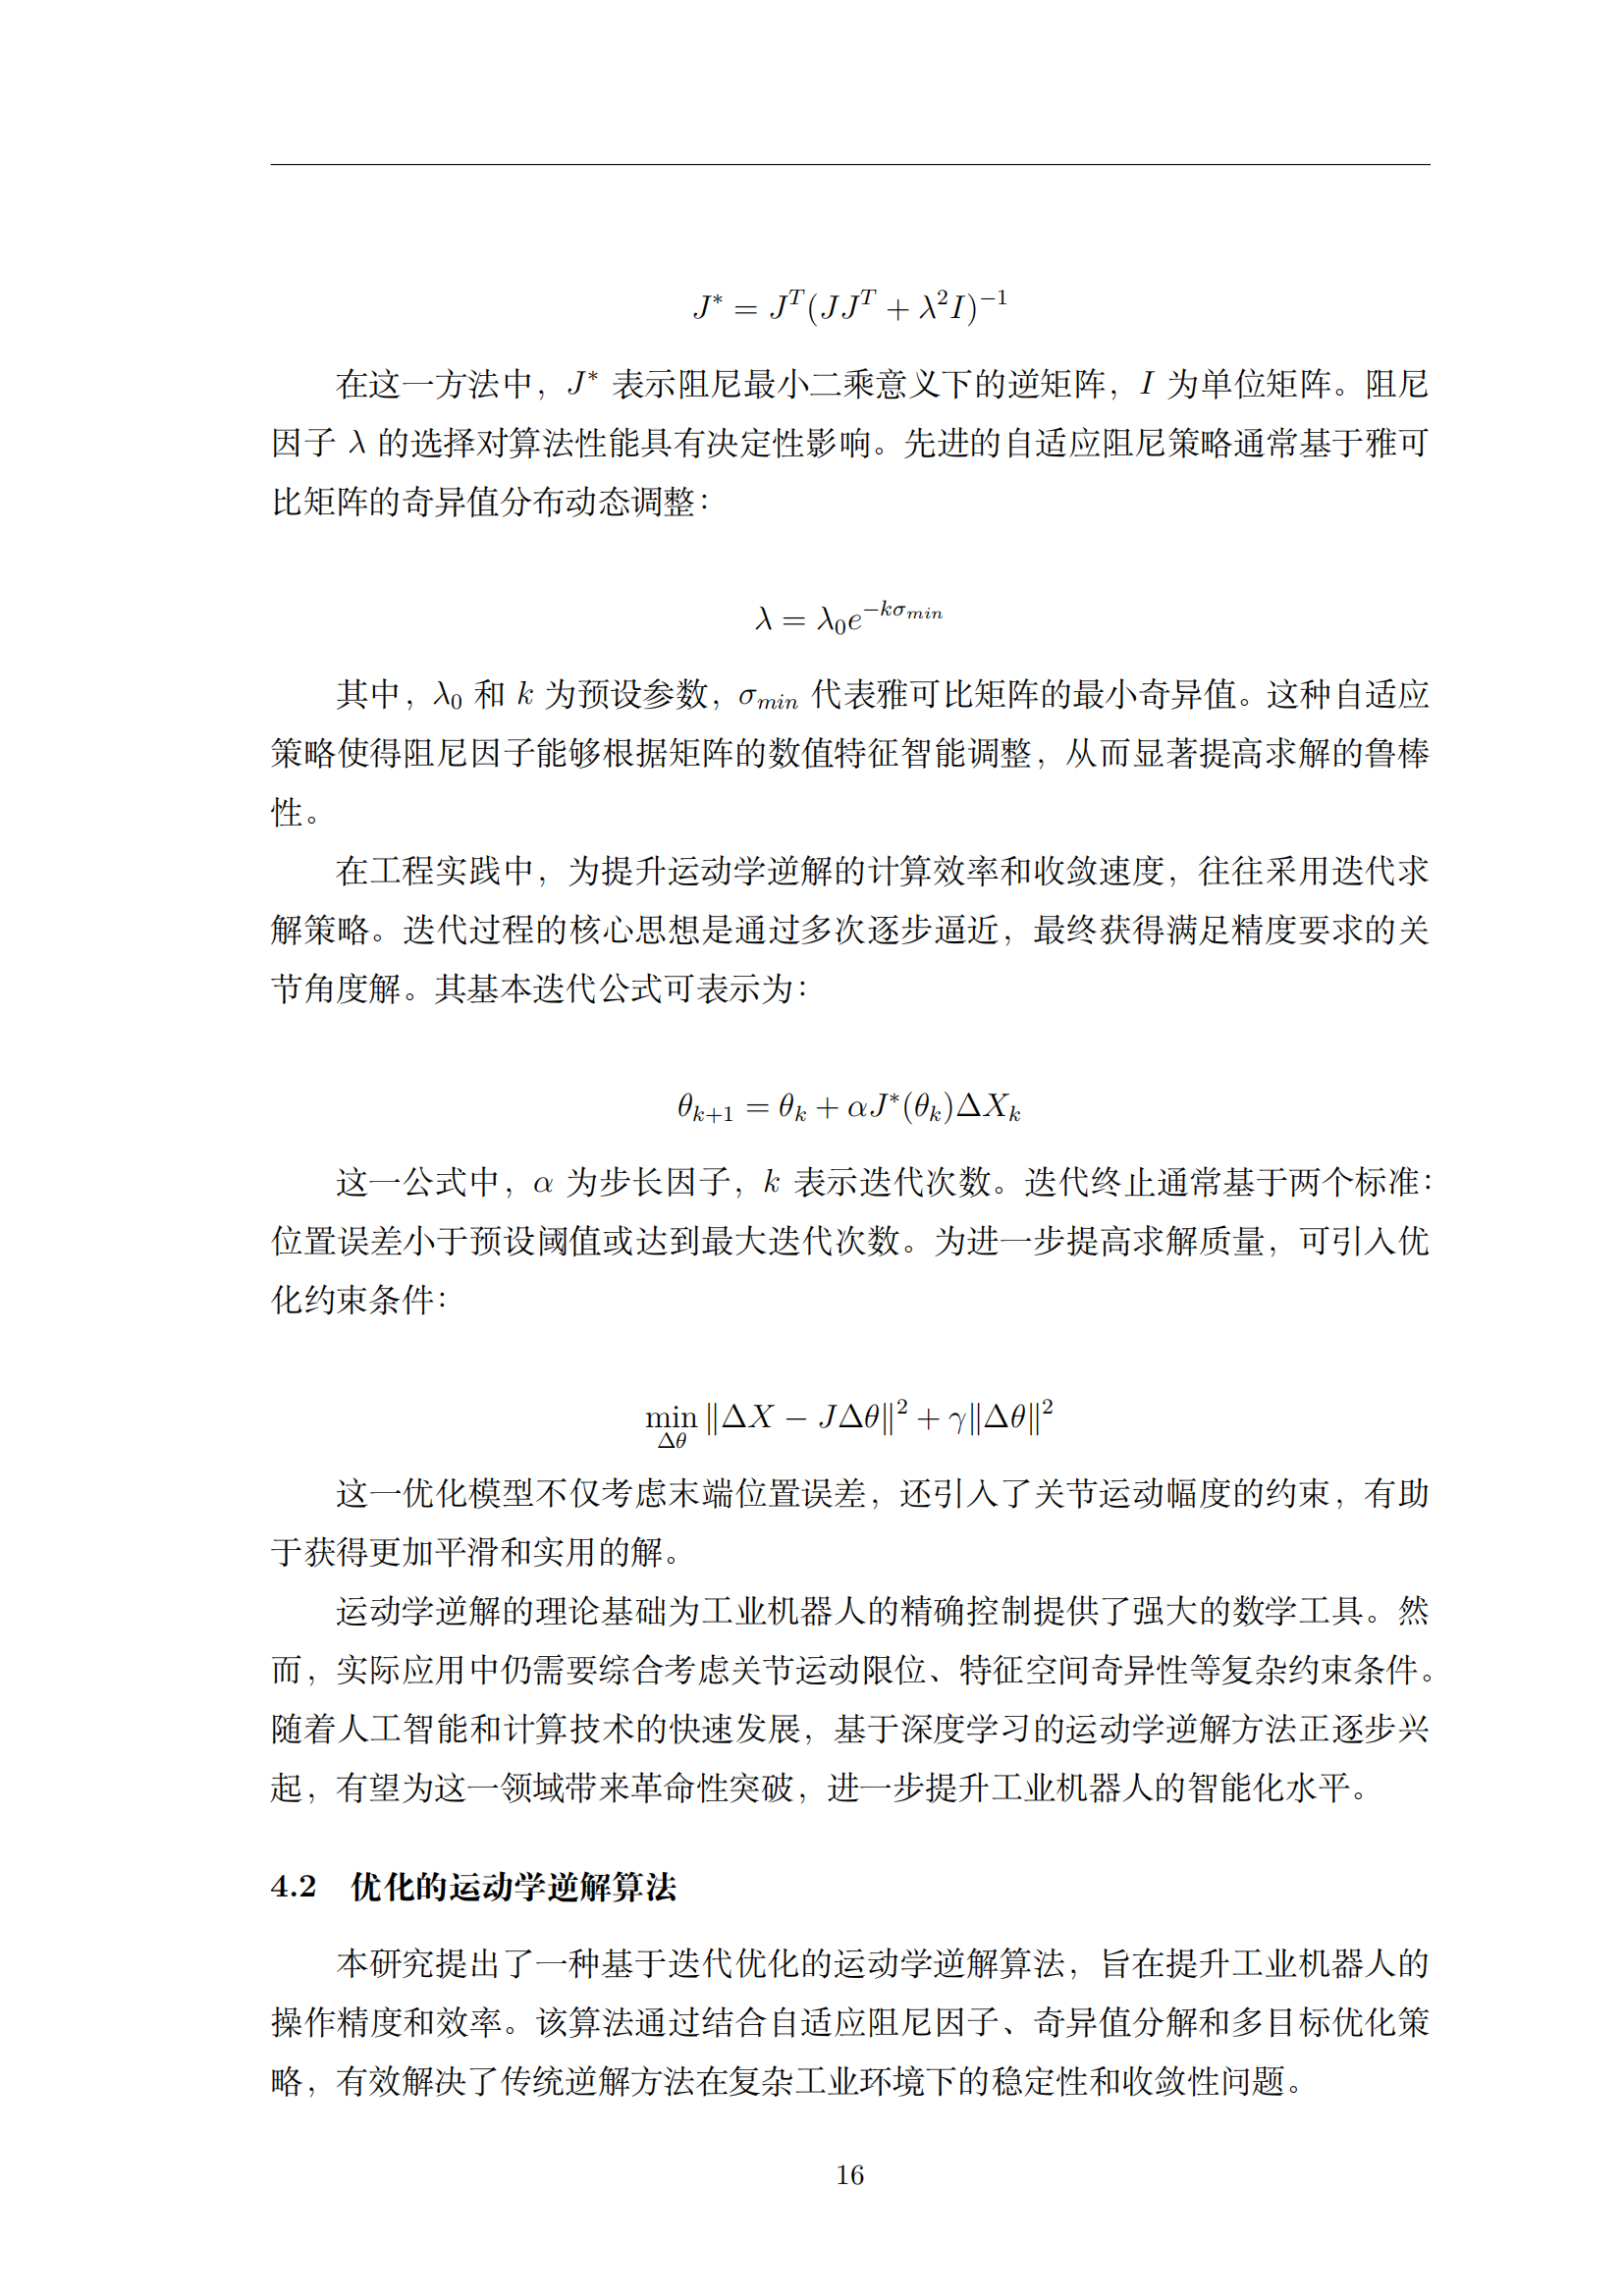 J* = J^T(JJ^T + λ²I)^{-1}
在这一方法中，J* 表示阻尼最小二乘意义下的逆矩阵，I 为单位矩阵。阻尼
因子 λ 的选择对算法性能具有决定性影响。先进的自适应阻尼策略通常基于雅可
比矩阵的奇异值分布动态调整：
λ = λ_0 e^{-kσ_{min}}
其中，λ_0 和 k 为预设参数，σ_{min} 代表雅可比矩阵的最小奇异值。这种自适应
策略使得阻尼因子能够根据矩阵的数值特征智能调整，从而显著提高求解的鲁棒
性。
在工程实践中，为提升运动学逆解的计算效率和收敛速度，往往采用迭代求
解策略。迭代过程的核心思想是通过多次逐步逼近，最终获得满足精度要求的关
节角度解。其基本迭代公式可表示为：
θ_{k+1} = θ_k + αJ*(θ_k)ΔX_k
这一公式中，α 为步长因子，k 表示迭代次数。迭代终止通常基于两个标准：
位置误差小于预设阈值或达到最大迭代次数。为进一步提高求解质量，可引入优
化约束条件：
min_{Δθ} ‖ΔX − JΔθ‖² + γ‖Δθ‖²
这一优化模型不仅考虑末端位置误差，还引入了关节运动幅度的约束，有助
于获得更加平滑和实用的解。
运动学逆解的理论基础为工业机器人的精确控制提供了强大的数学工具。然
而，实际应用中仍需要综合考虑关节运动限位、特征空间奇异性等复杂约束条件。
随着人工智能和计算技术的快速发展，基于深度学习的运动学逆解方法正逐步兴
起，有望为这一领域带来革命性突破，进一步提升工业机器人的智能化水平。
4.2 优化的运动学逆解算法
本研究提出了一种基于迭代优化的运动学逆解算法，旨在提升工业机器人的
操作精度和效率。该算法通过结合自适应阻尼因子、奇异值分解和多目标优化策
略，有效解决了传统逆解方法在复杂工业环境下的稳定性和收敛性问题。
16